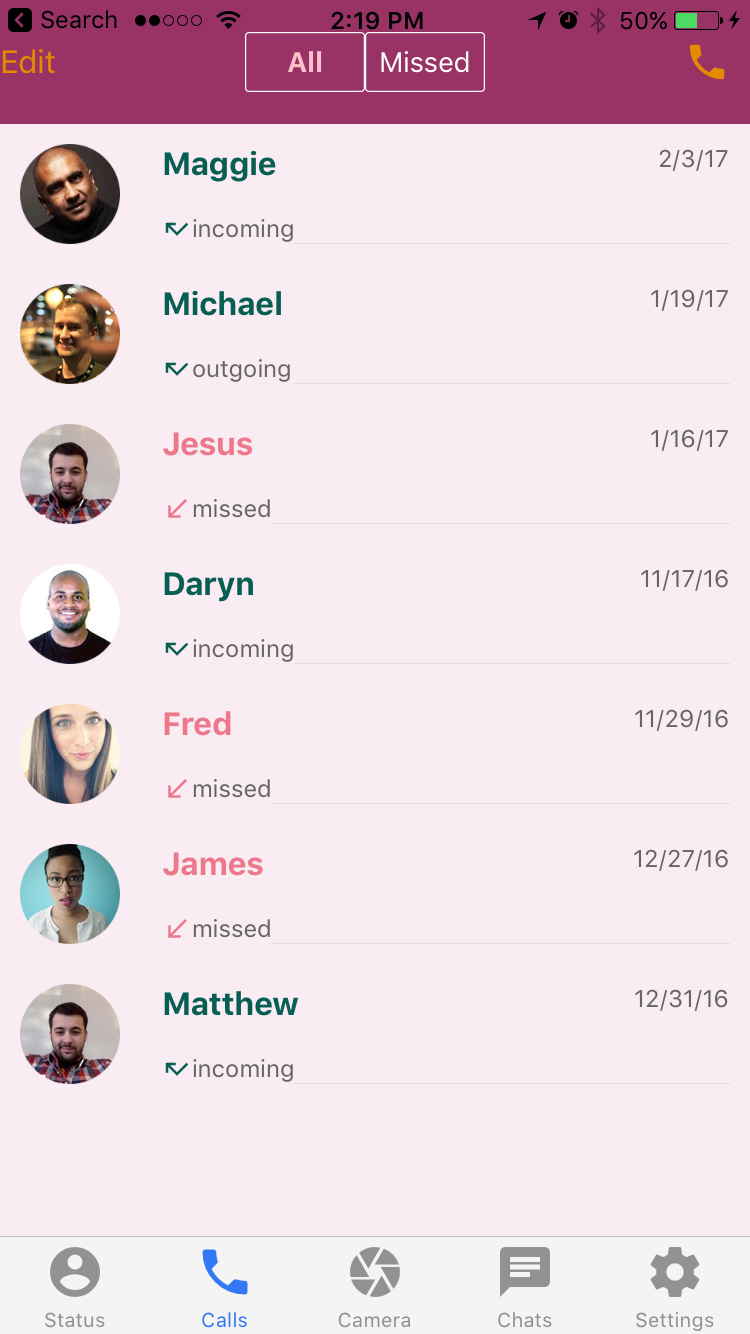 Search 2:19 PM 50%
Edit All Missed
Maggie 2/3/17
incoming
Michael 1/19/17
outgoing
Jesus 1/16/17
missed
Daryn 11/17/16
incoming
Fred 11/29/16
missed
James 12/27/16
missed
Matthew 12/31/16
incoming
Status Calls Camera Chats Settings